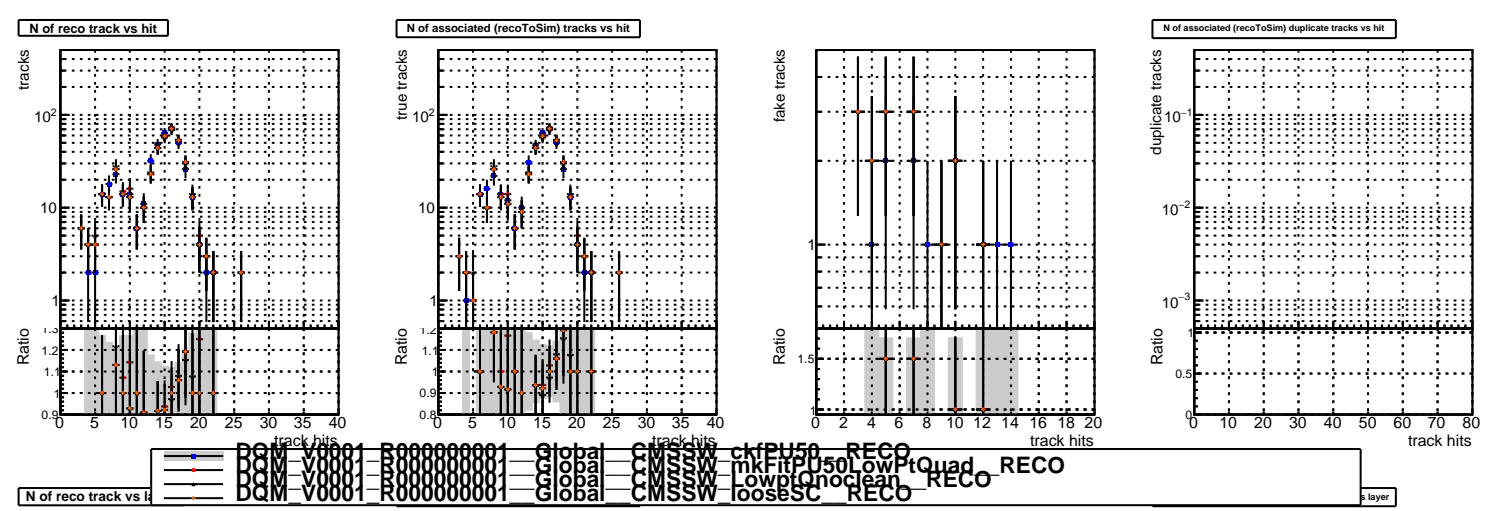 N of reco track vs hit
N of associated (recoToSim) tracks vs hit
N of associated (recoToSim) duplicate tracks vs hit
tracks
10²
10
1
Ratio
1.3
1.2
1.1
1
0.9
0 5 10 15 20 25 30 35 40
track hits
true tracks
10²
10
1
Ratio
1.2
1.1
1
0.9
0.8
0 5 10 15 20 25 30 35 40
track hits
fake tracks
1
Ratio
1.5
1
0 2 4 6 8 10 12 14 16 18 20
track hits
duplicate tracks
10⁻¹
10⁻²
10⁻³
Ratio
1
0.5
0
0 10 20 30 40 50 60 70 80
track hits
DQM_V0001_R000000001__Global__CMSSW_ckfPU50__RECO
DQM_V0001_R000000001__Global__CMSSW_mkFitPU50LowPtQuad__RECO
DQM_V0001_R000000001__Global__CMSSW_LowptQnoclean__RECO
DQM_V0001_R000000001__Global__CMSSW_looseSC__RECO
N of reco track vs la
s layer